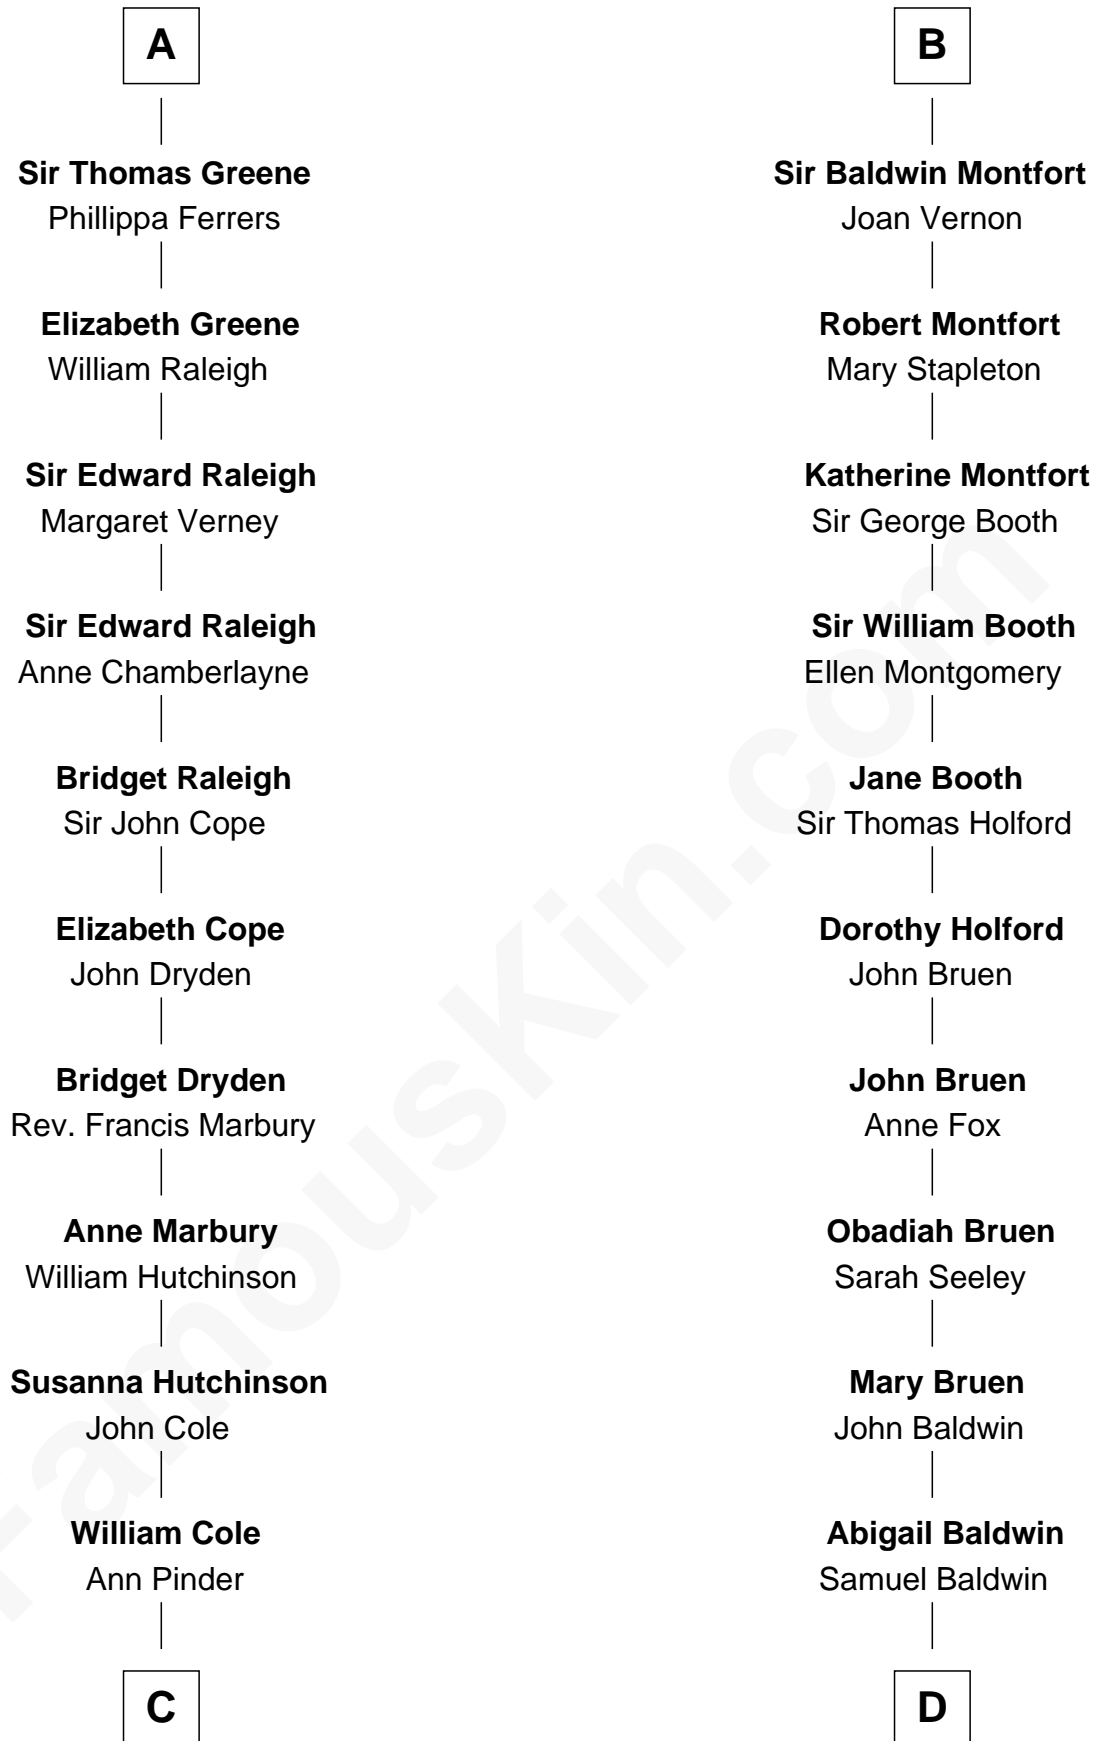 A
Sir Thomas Greene
Phillippa Ferrers
Elizabeth Greene
William Raleigh
Sir Edward Raleigh
Margaret Verney
Sir Edward Raleigh
Anne Chamberlayne
Bridget Raleigh
Sir John Cope
Elizabeth Cope
John Dryden
Bridget Dryden
Rev. Francis Marbury
Anne Marbury
William Hutchinson
Susanna Hutchinson
John Cole
William Cole
Ann Pinder
C
B
Sir Baldwin Montfort
Joan Vernon
Robert Montfort
Mary Stapleton
Katherine Montfort
Sir George Booth
Sir William Booth
Ellen Montgomery
Jane Booth
Sir Thomas Holford
Dorothy Holford
John Bruen
John Bruen
Anne Fox
Obadiah Bruen
Sarah Seeley
Mary Bruen
John Baldwin
Abigail Baldwin
Samuel Baldwin
D
FamousKin.com